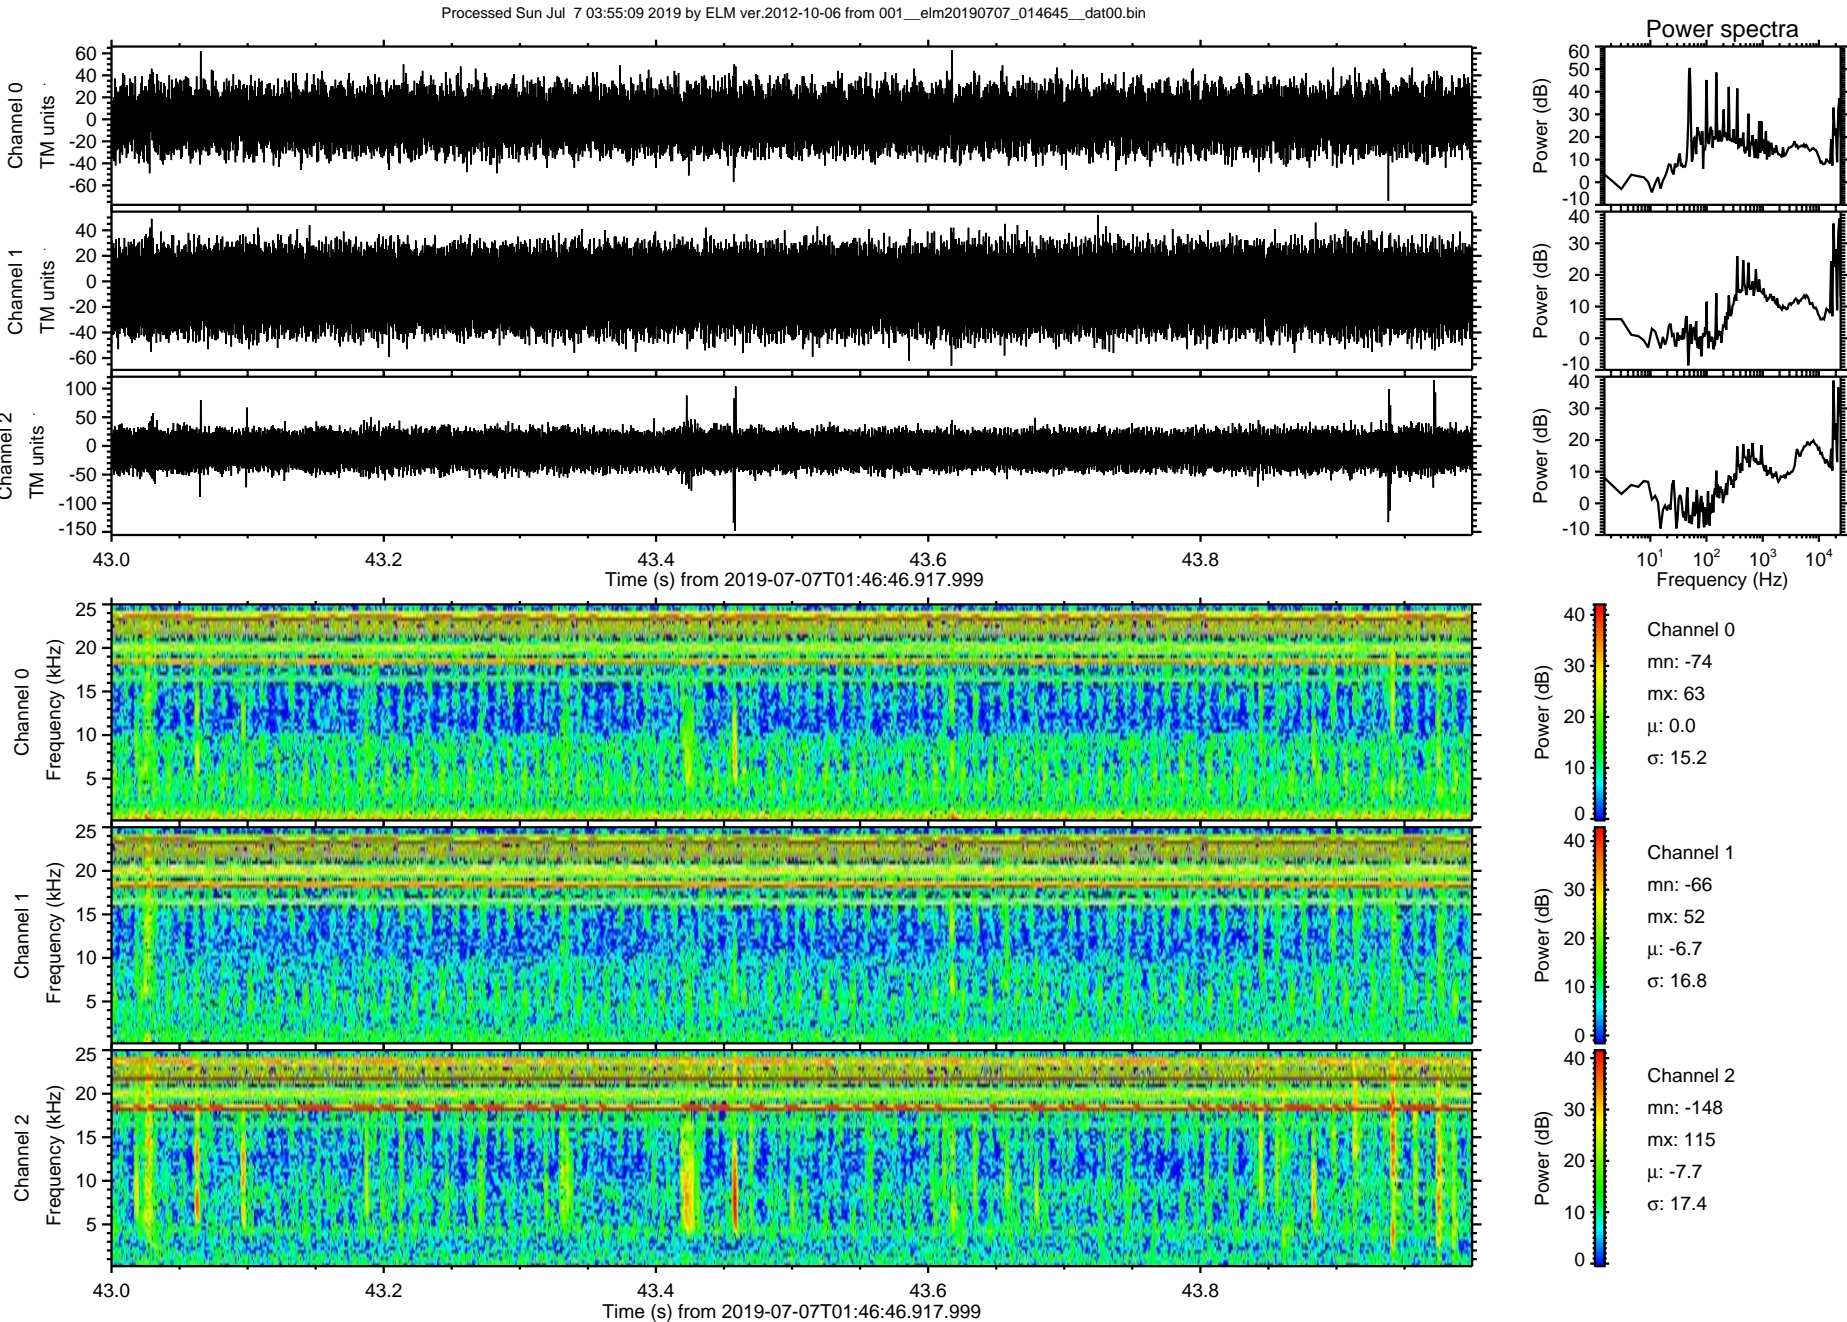 Processed Sun Jul 7 03:55:09 2019 by ELM ver.2012-10-06 from 001__elm20190707_014645__dat00.bin
Power spectra
Channel 0
TM units
60
40
20
0
-20
-40
-60
Power (dB)
60
50
40
30
20
10
0
-10
Channel 1
TM units
40
20
0
-20
-40
-60
Power (dB)
40
30
20
10
0
-10
Channel 2
TM units
100
50
0
-50
-100
-150
Power (dB)
40
30
20
10
0
-10
43.0 43.2 43.4 43.6 43.8
Time (s) from 2019-07-07T01:46:46.917.999
10^1 10^2 10^3 10^4
Frequency (Hz)
Channel 0
Frequency (kHz)
25
20
15
10
5
Power (dB)
40
30
20
10
0
Channel 0
mn: -74
mx: 63
μ: 0.0
σ: 15.2
Channel 1
Frequency (kHz)
25
20
15
10
5
Power (dB)
40
30
20
10
0
Channel 1
mn: -66
mx: 52
μ: -6.7
σ: 16.8
Channel 2
Frequency (kHz)
25
20
15
10
5
Power (dB)
40
30
20
10
0
Channel 2
mn: -148
mx: 115
μ: -7.7
σ: 17.4
43.0 43.2 43.4 43.6 43.8
Time (s) from 2019-07-07T01:46:46.917.999